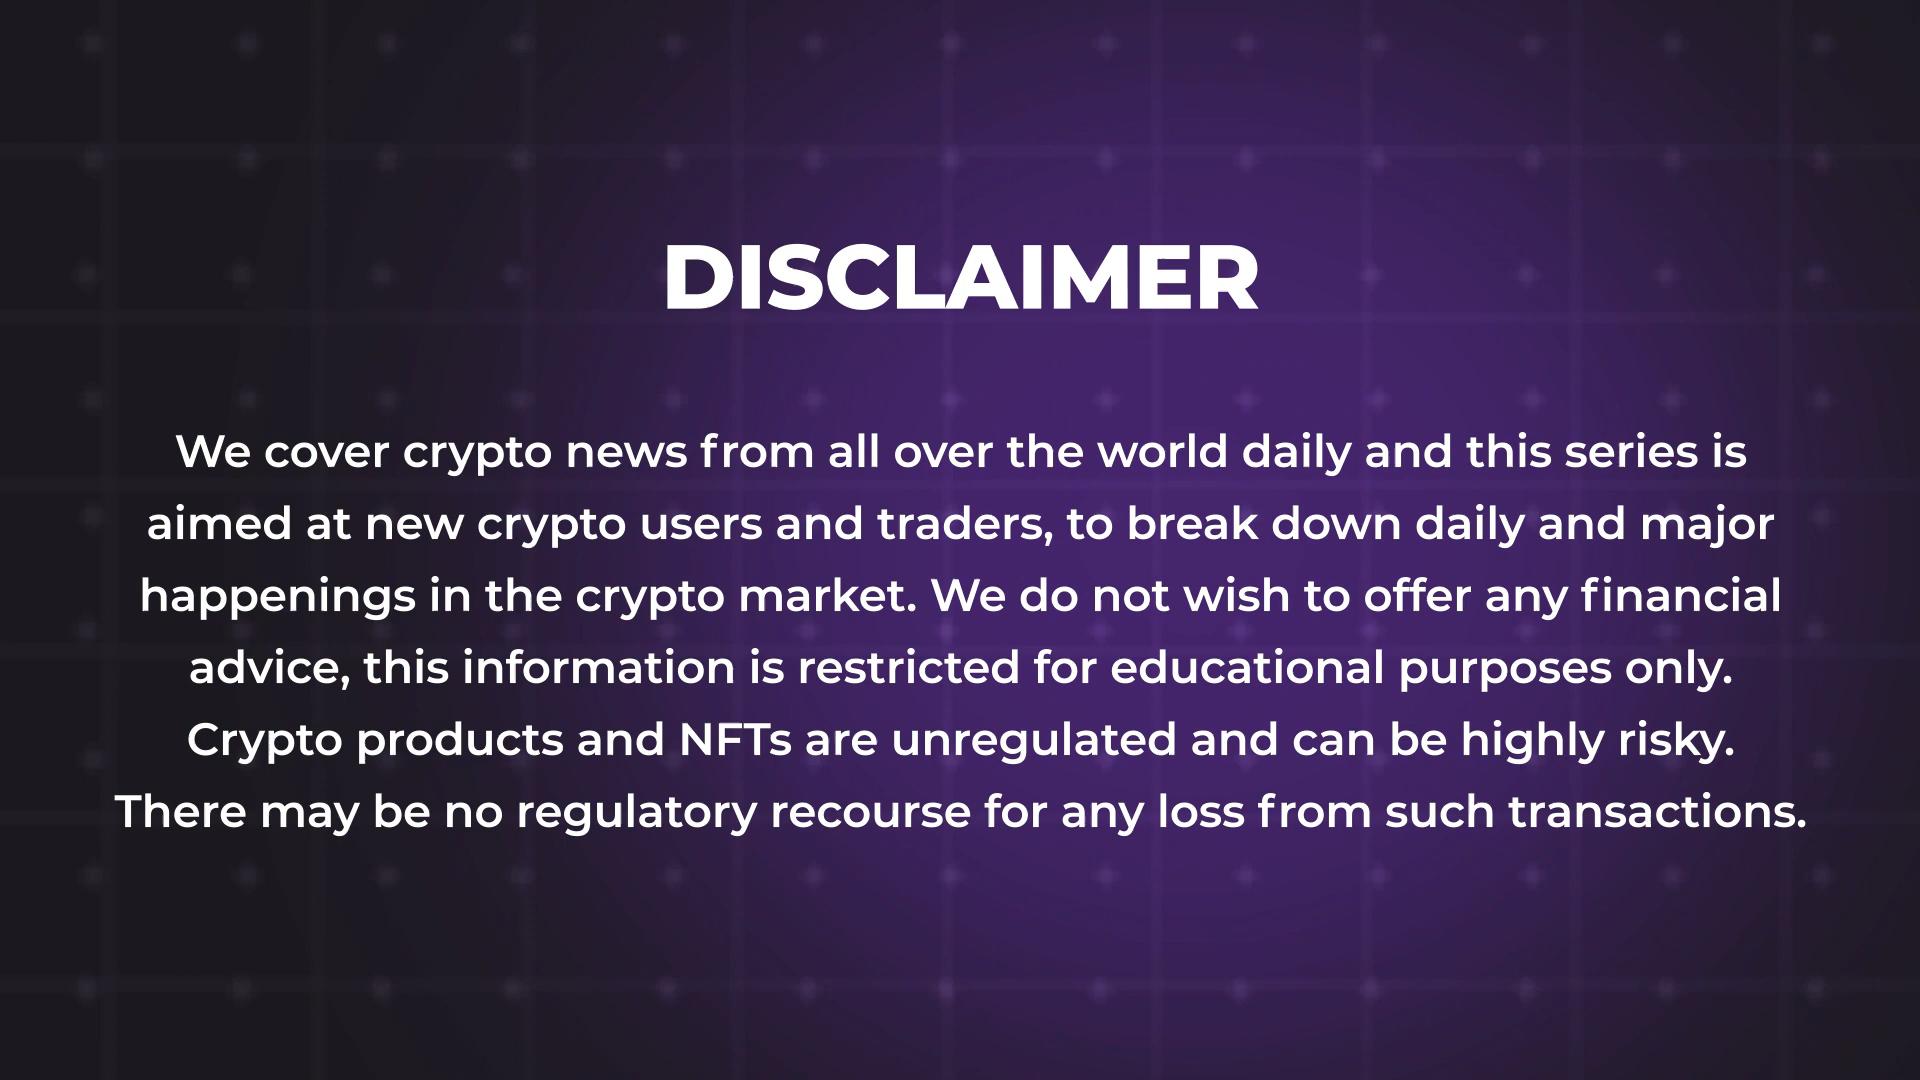 DISCLAIMER
We cover crypto news from all over the world daily and this series is
aimed at new crypto users and traders, to break down daily and major
happenings in the crypto market. We do not wish to offer any financial
advice, this information is restricted for educational purposes only.
Crypto products and NFTs are unregulated and can be highly risky.
There may be no regulatory recourse for any loss from such transactions.